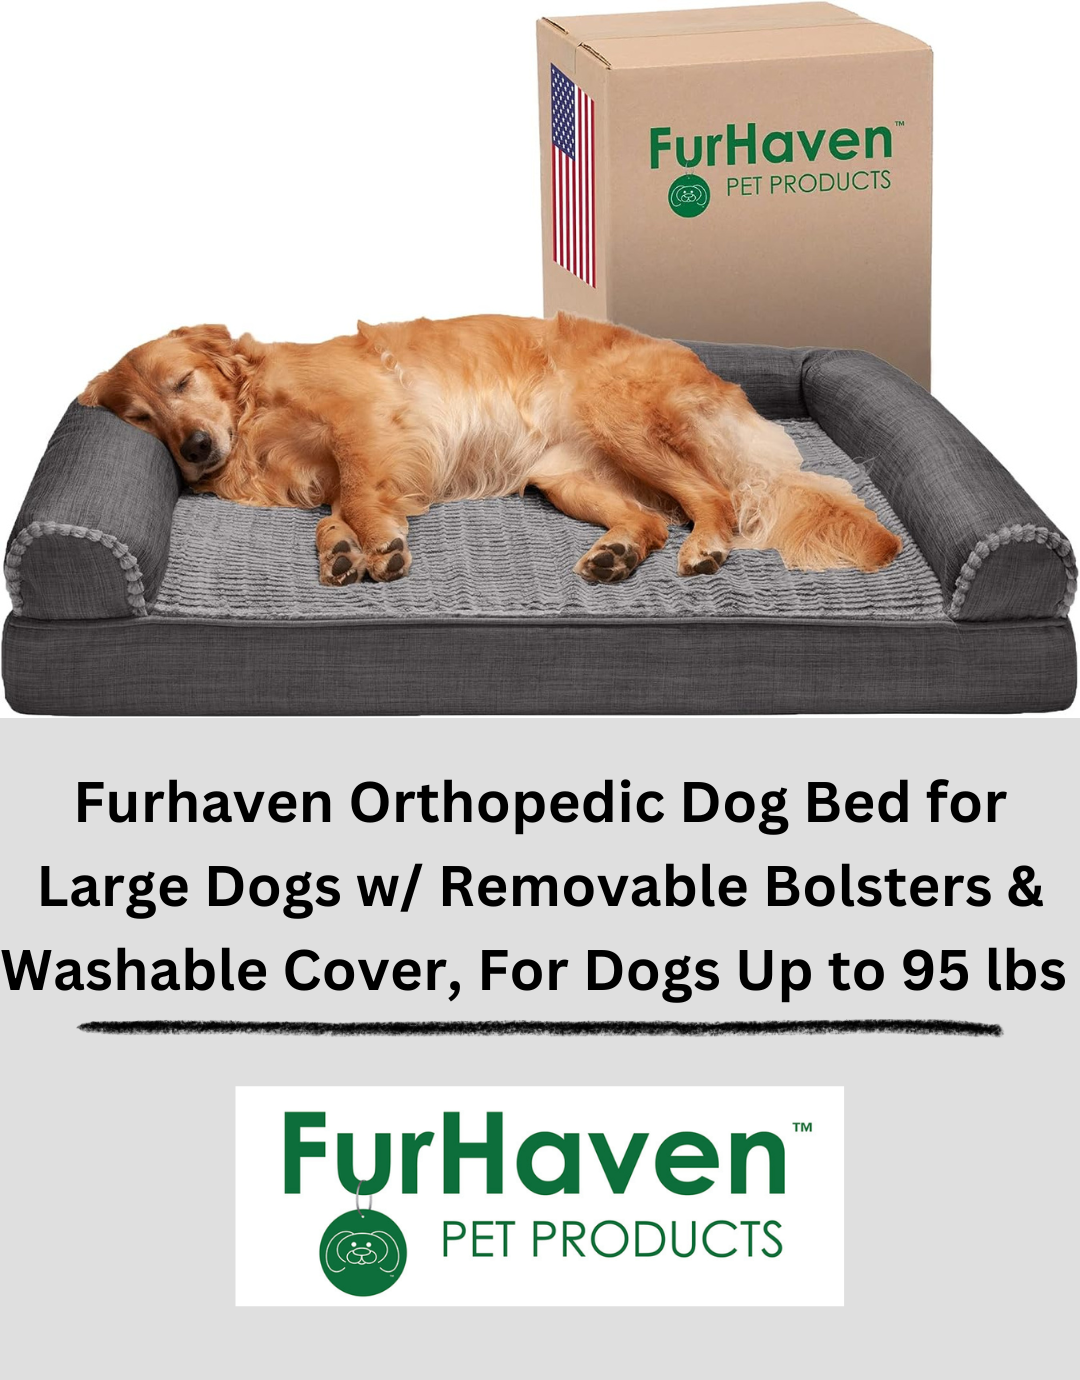 FurHaven™
PET PRODUCTS
Furhaven Orthopedic Dog Bed for
Large Dogs w/ Removable Bolsters &
Washable Cover, For Dogs Up to 95 lbs
FurHaven™
PET PRODUCTS